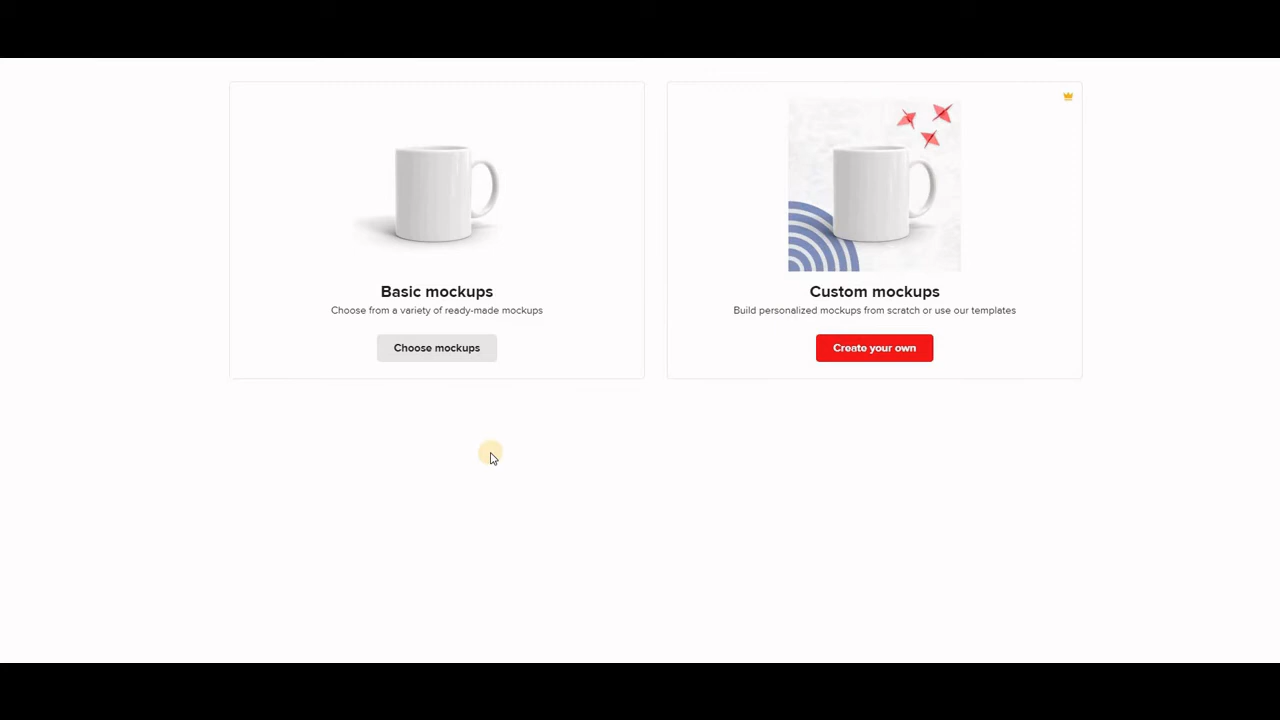 Basic mockups
Choose from a variety of ready-made mockups
Choose mockups
Custom mockups
Build personalized mockups from scratch or use our templates
Create your own